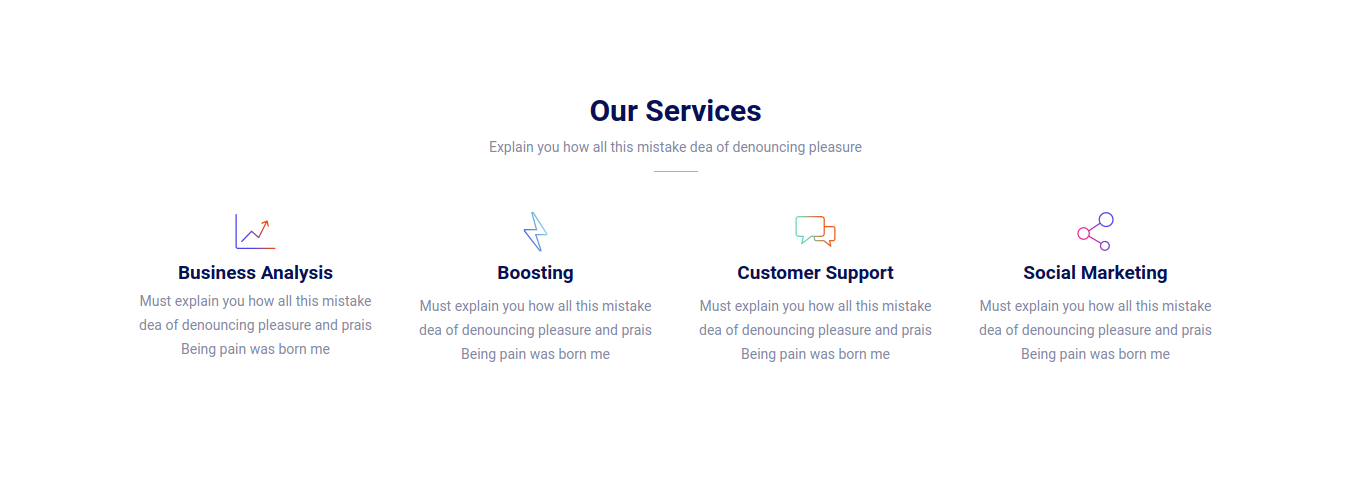 Our Services
Explain you how all this mistake dea of denouncing pleasure
Business Analysis
Must explain you how all this mistake
dea of denouncing pleasure and prais
Being pain was born me
Boosting
Must explain you how all this mistake
dea of denouncing pleasure and prais
Being pain was born me
Customer Support
Must explain you how all this mistake
dea of denouncing pleasure and prais
Being pain was born me
Social Marketing
Must explain you how all this mistake
dea of denouncing pleasure and prais
Being pain was born me